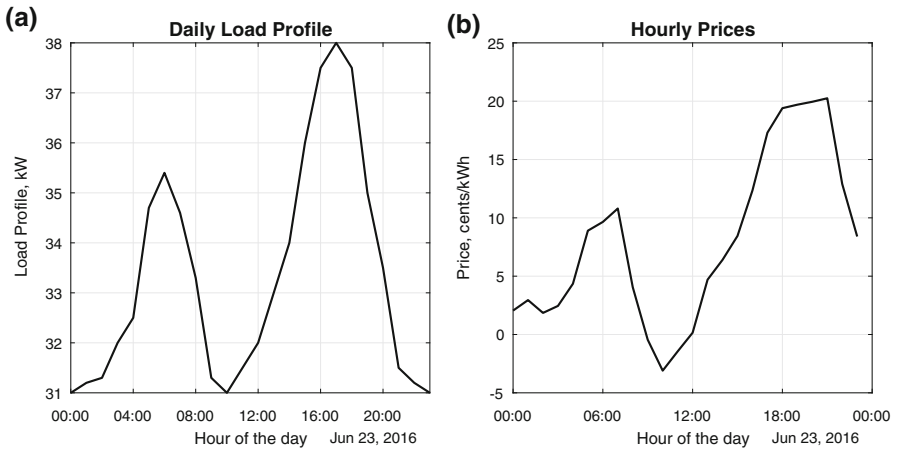 (a)
Daily Load Profile
38
37
36
35
34
33
32
31
Load Profile, kW
00:00 04:00 08:00 12:00 16:00 20:00
Hour of the day Jun 23, 2016
(b)
Hourly Prices
25
20
15
10
5
0
-5
Price, cents/kWh
00:00 06:00 12:00 18:00 00:00
Hour of the day Jun 23, 2016